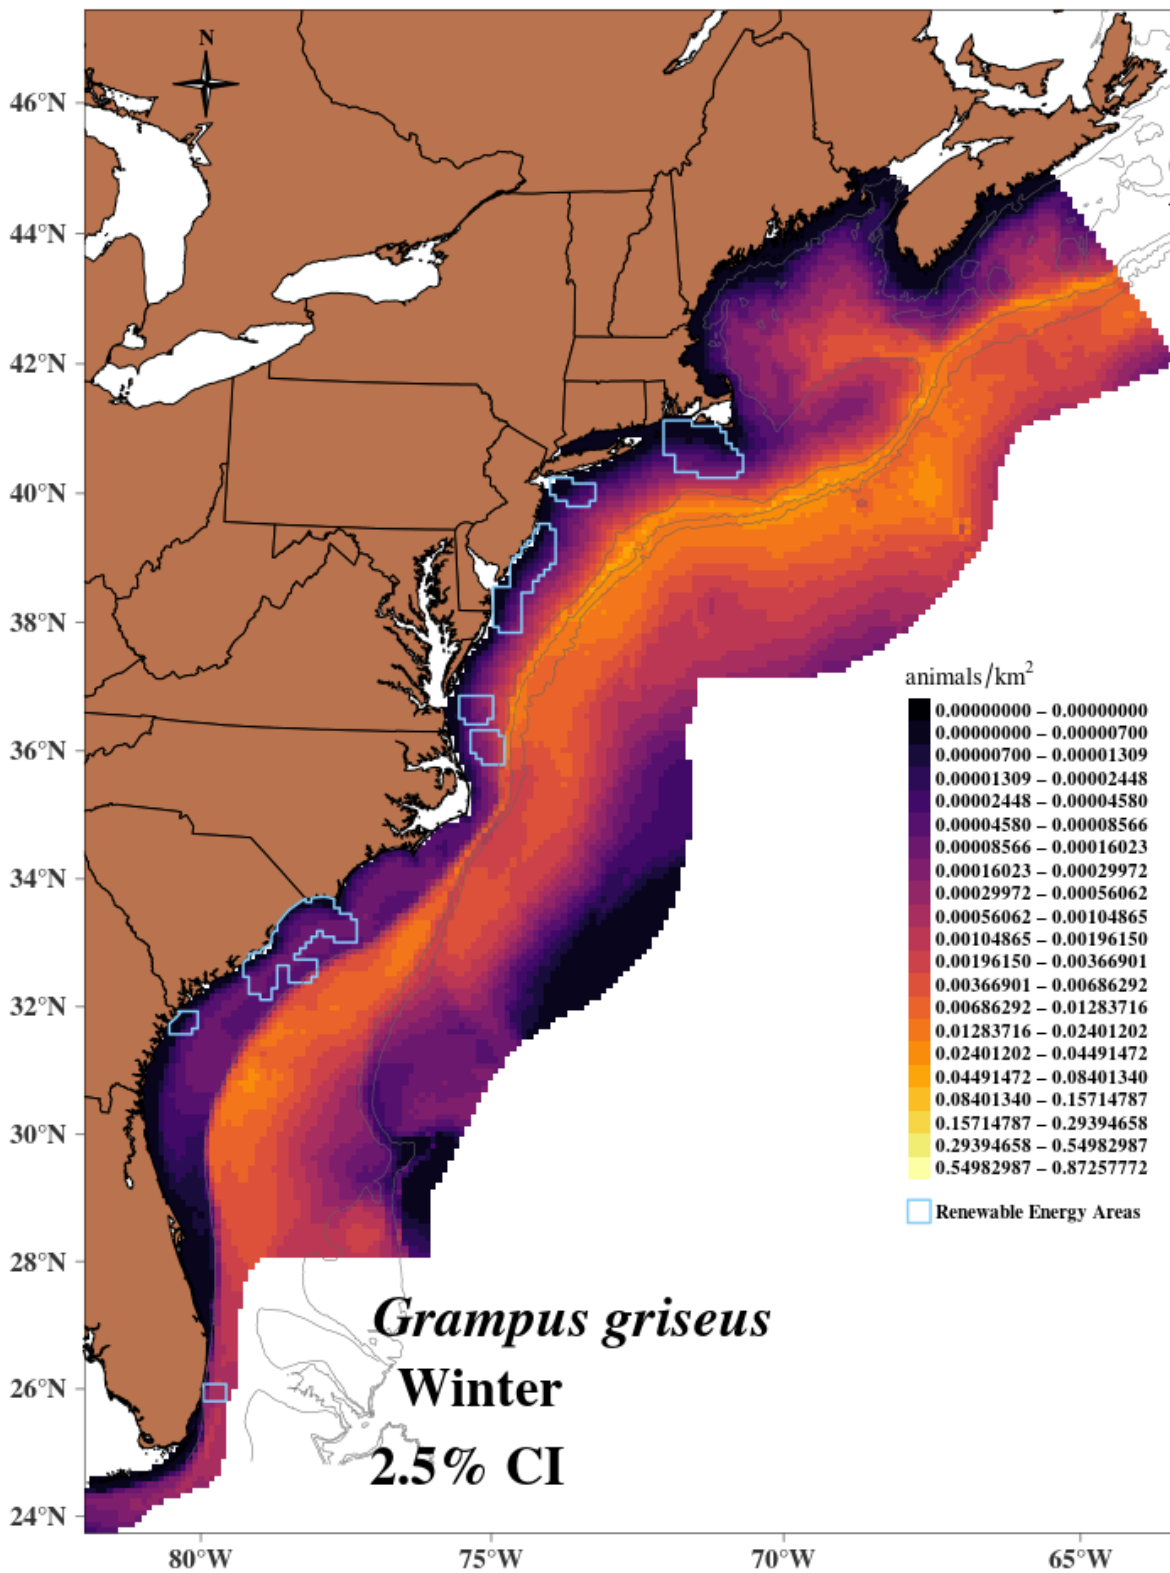 N
46°N
44°N
42°N
40°N
38°N
36°N
34°N
32°N
30°N
28°N
26°N
24°N
80°W
75°W
70°W
65°W
animals/km²
0.00000000 – 0.00000000
0.00000000 – 0.00000700
0.00000700 – 0.00001309
0.00001309 – 0.00002448
0.00002448 – 0.00004580
0.00004580 – 0.00008566
0.00008566 – 0.00016023
0.00016023 – 0.00029972
0.00029972 – 0.00056062
0.00056062 – 0.00104865
0.00104865 – 0.00196150
0.00196150 – 0.00366901
0.00366901 – 0.00686292
0.00686292 – 0.01283716
0.01283716 – 0.02401202
0.02401202 – 0.04491472
0.04491472 – 0.08401340
0.08401340 – 0.15714787
0.15714787 – 0.29394658
0.29394658 – 0.54982987
0.54982987 – 0.87257772
Renewable Energy Areas
Grampus griseus
Winter
2.5% CI